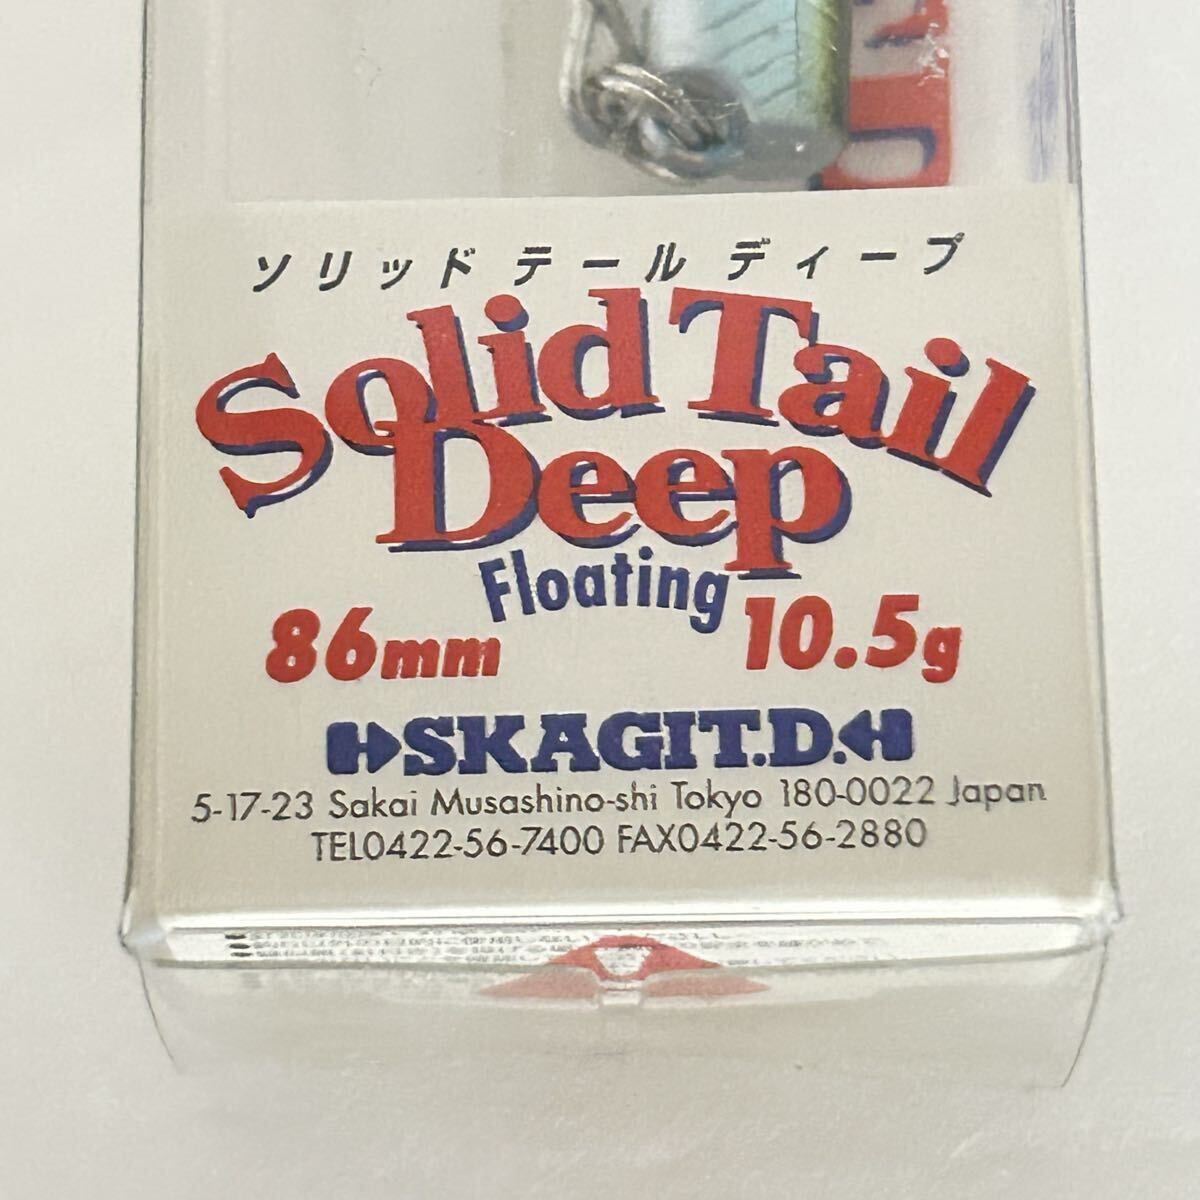 ソリッド テール ディープ
Solid Tail
Deep
Floating
86mm 10.5g
SKAGIT.D.
5-17-23 Sakai Musashino-shi Tokyo 180-0022 Japan
TEL0422-56-7400 FAX0422-56-2880